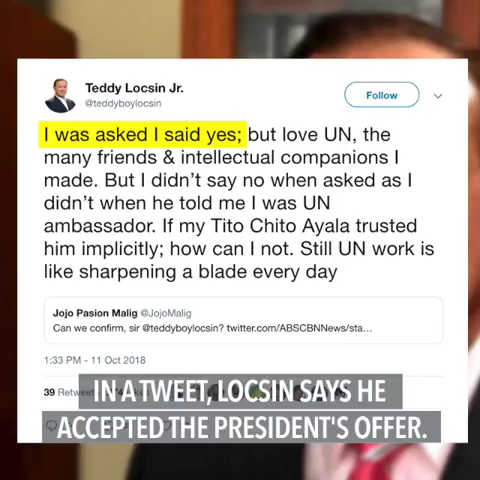 Teddy Locsin Jr.
@teddyboylocsin
Follow
I was asked I said yes; but love UN, the
many friends & intellectual companions I
made. But I didn't say no when asked as I
didn't when he told me I was UN
ambassador. If my Tito Chito Ayala trusted
him implicitly; how can I not. Still UN work is
like sharpening a blade every day
Jojo Pasion Malig @JojoMalig
Can we confirm, sir @teddyboylocsin? twitter.com/ABSCBNNews/sta...
1:33 PM - 11 Oct 2018
39
IN A TWEET, LOCSIN SAYS HE
ACCEPTED THE PRESIDENT'S OFFER.